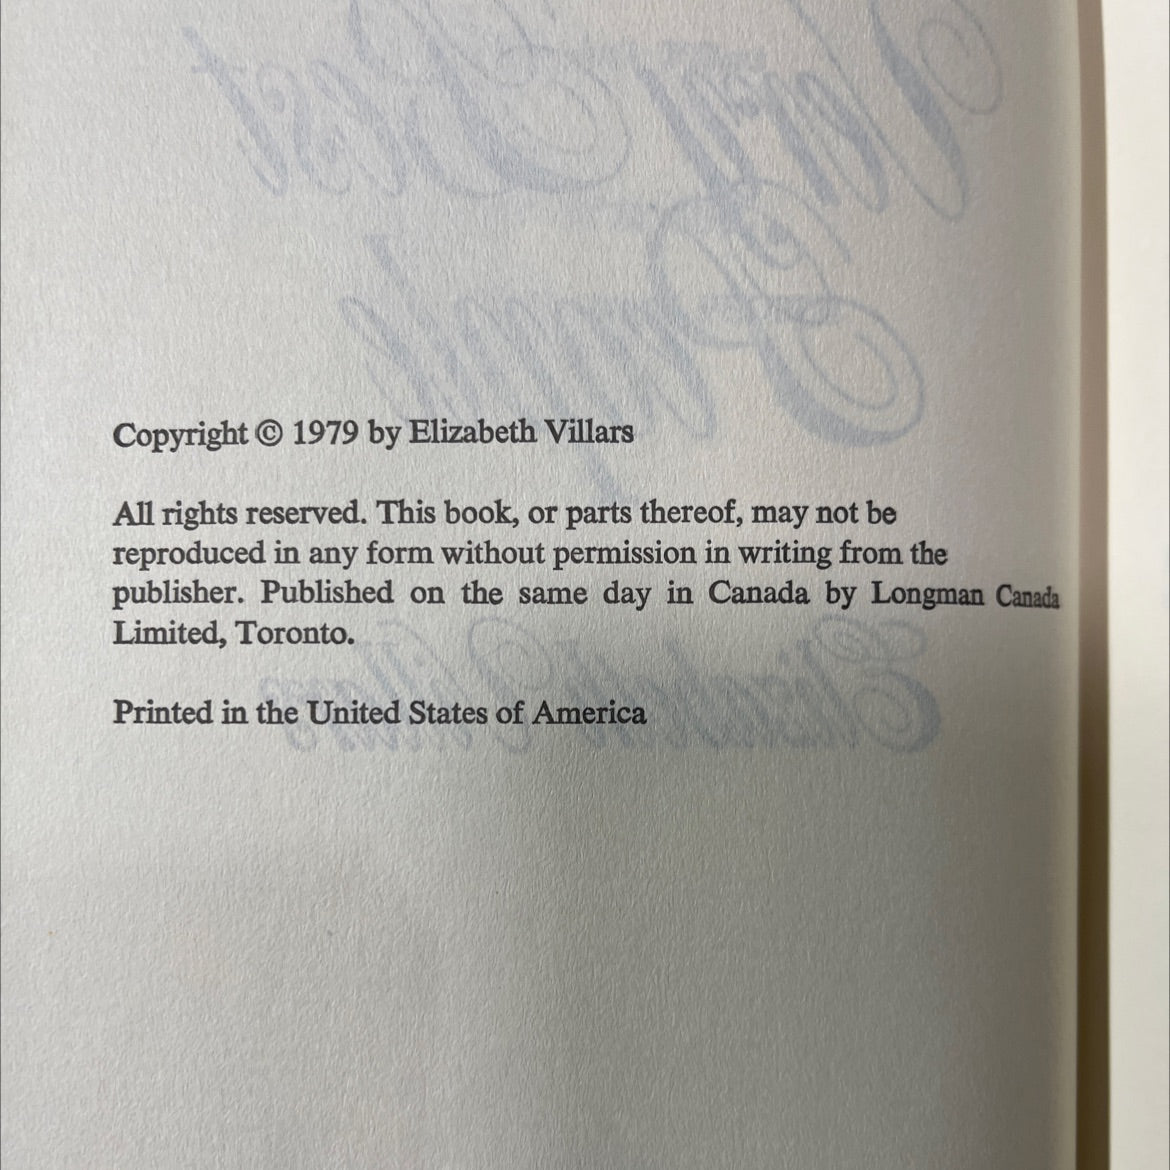 Copyright © 1979 by Elizabeth Villars
All rights reserved. This book, or parts thereof, may not be
reproduced in any form without permission in writing from the
publisher. Published on the same day in Canada by Longman Canada
Limited, Toronto.
Printed in the United States of America